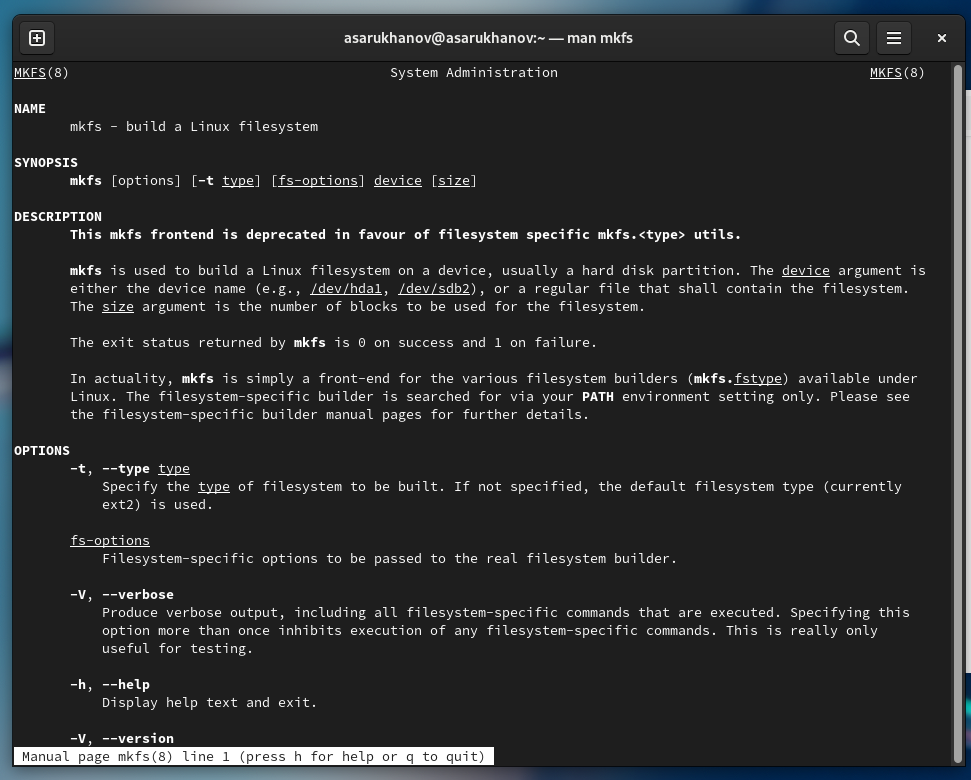 asarukhanov@asarukhanov:~ — man mkfs
MKFS(8) System Administration MKFS(8)
NAME
mkfs - build a Linux filesystem
SYNOPSIS
mkfs [options] [-t type] [fs-options] device [size]
DESCRIPTION
This mkfs frontend is deprecated in favour of filesystem specific mkfs.<type> utils.
mkfs is used to build a Linux filesystem on a device, usually a hard disk partition. The device argument is
either the device name (e.g., /dev/hda1, /dev/sdb2), or a regular file that shall contain the filesystem.
The size argument is the number of blocks to be used for the filesystem.
The exit status returned by mkfs is 0 on success and 1 on failure.
In actuality, mkfs is simply a front-end for the various filesystem builders (mkfs.fstype) available under
Linux. The filesystem-specific builder is searched for via your PATH environment setting only. Please see
the filesystem-specific builder manual pages for further details.
OPTIONS
-t, --type type
Specify the type of filesystem to be built. If not specified, the default filesystem type (currently
ext2) is used.
fs-options
Filesystem-specific options to be passed to the real filesystem builder.
-V, --verbose
Produce verbose output, including all filesystem-specific commands that are executed. Specifying this
option more than once inhibits execution of any filesystem-specific commands. This is really only
useful for testing.
-h, --help
Display help text and exit.
-V, --version
Manual page mkfs(8) line 1 (press h for help or q to quit)